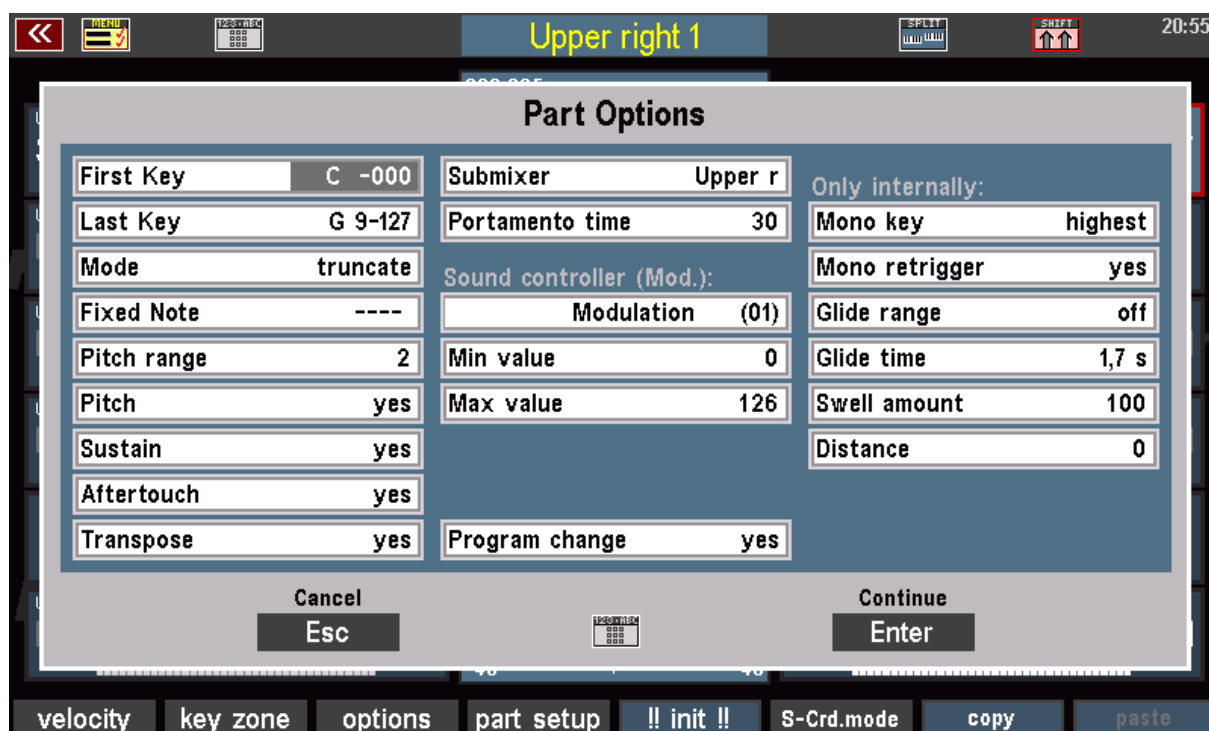 MENU
123·ABC
Upper right 1
SPLIT
SHIFT
20:55
Part Options
First Key C -000
Last Key G 9-127
Mode truncate
Fixed Note ----
Pitch range 2
Pitch yes
Sustain yes
Aftertouch yes
Transpose yes
Submixer Upper r
Portamento time 30
Sound controller (Mod.):
Modulation (01)
Min value 0
Max value 126
Program change yes
Only internally:
Mono key highest
Mono retrigger yes
Glide range off
Glide time 1,7 s
Swell amount 100
Distance 0
Cancel
Esc
123·ABC
Continue
Enter
velocity
key zone
options
part setup
!! init !!
S-Crd.mode
copy
paste